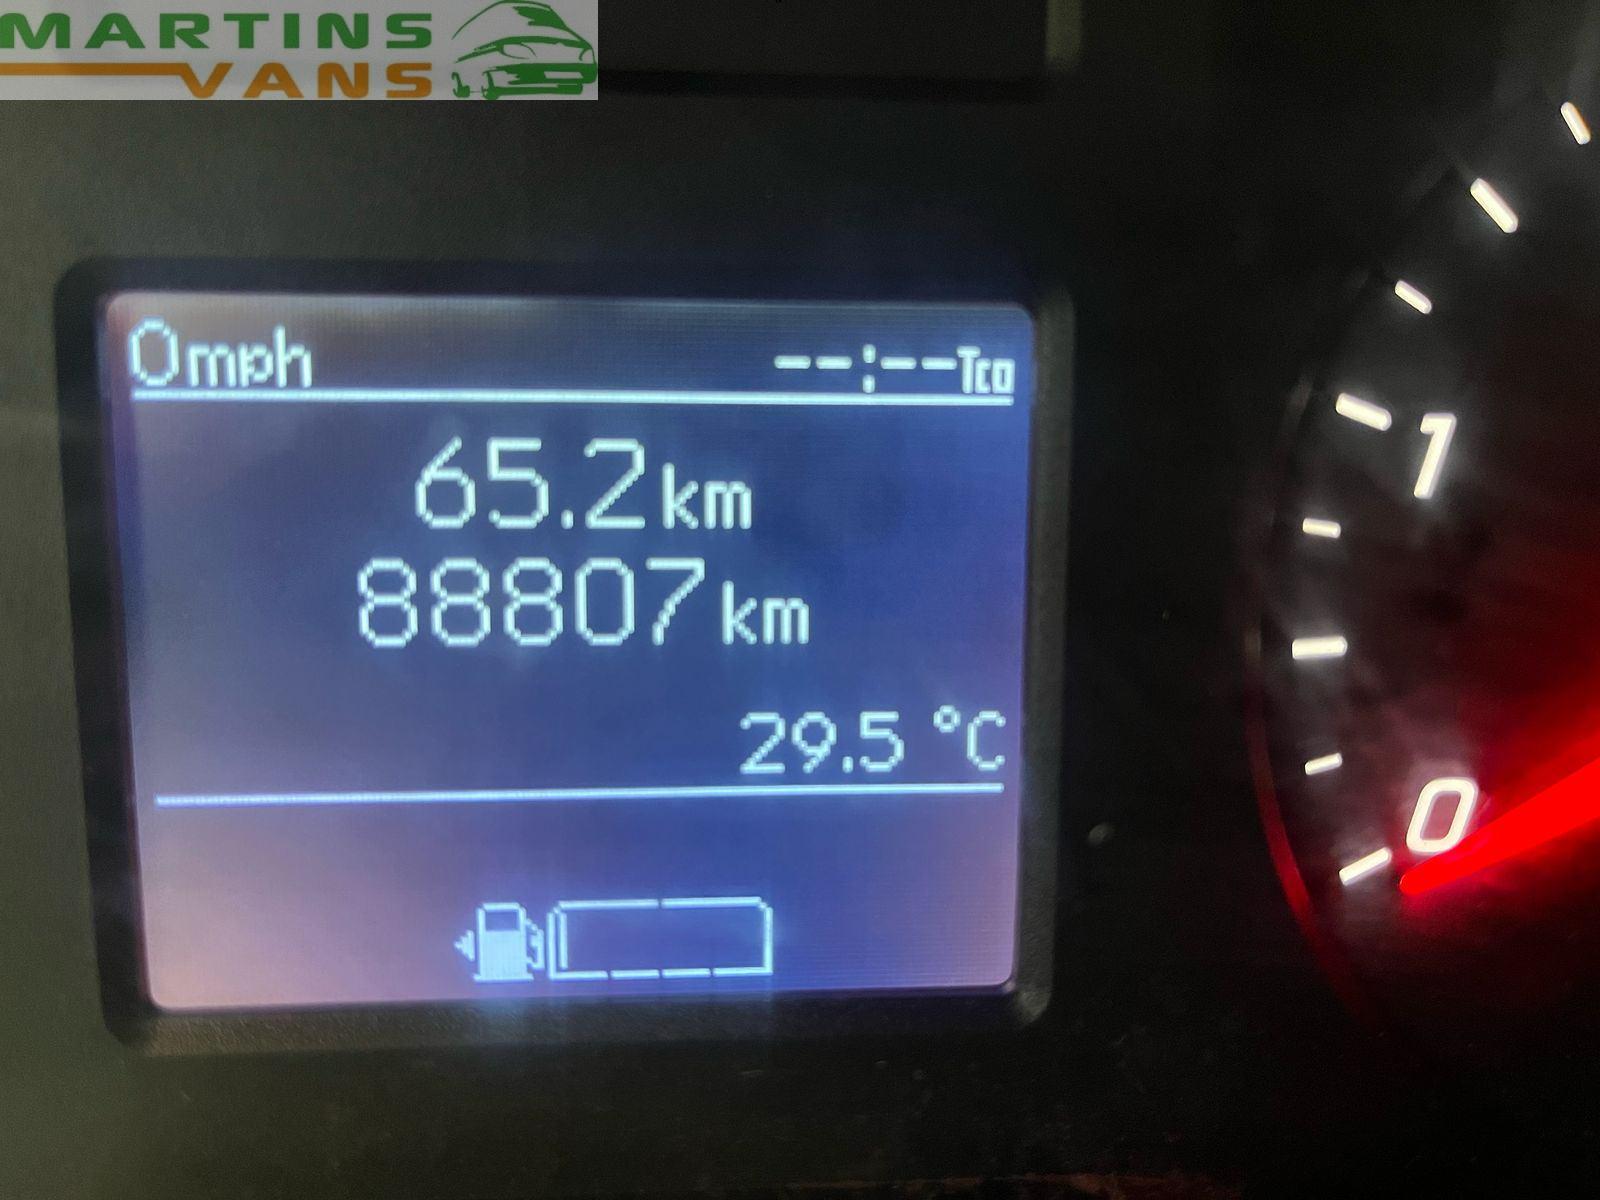 MARTINS
VANS
0mph --:--Tco
65.2km
88807km
29.5 °C
1
0